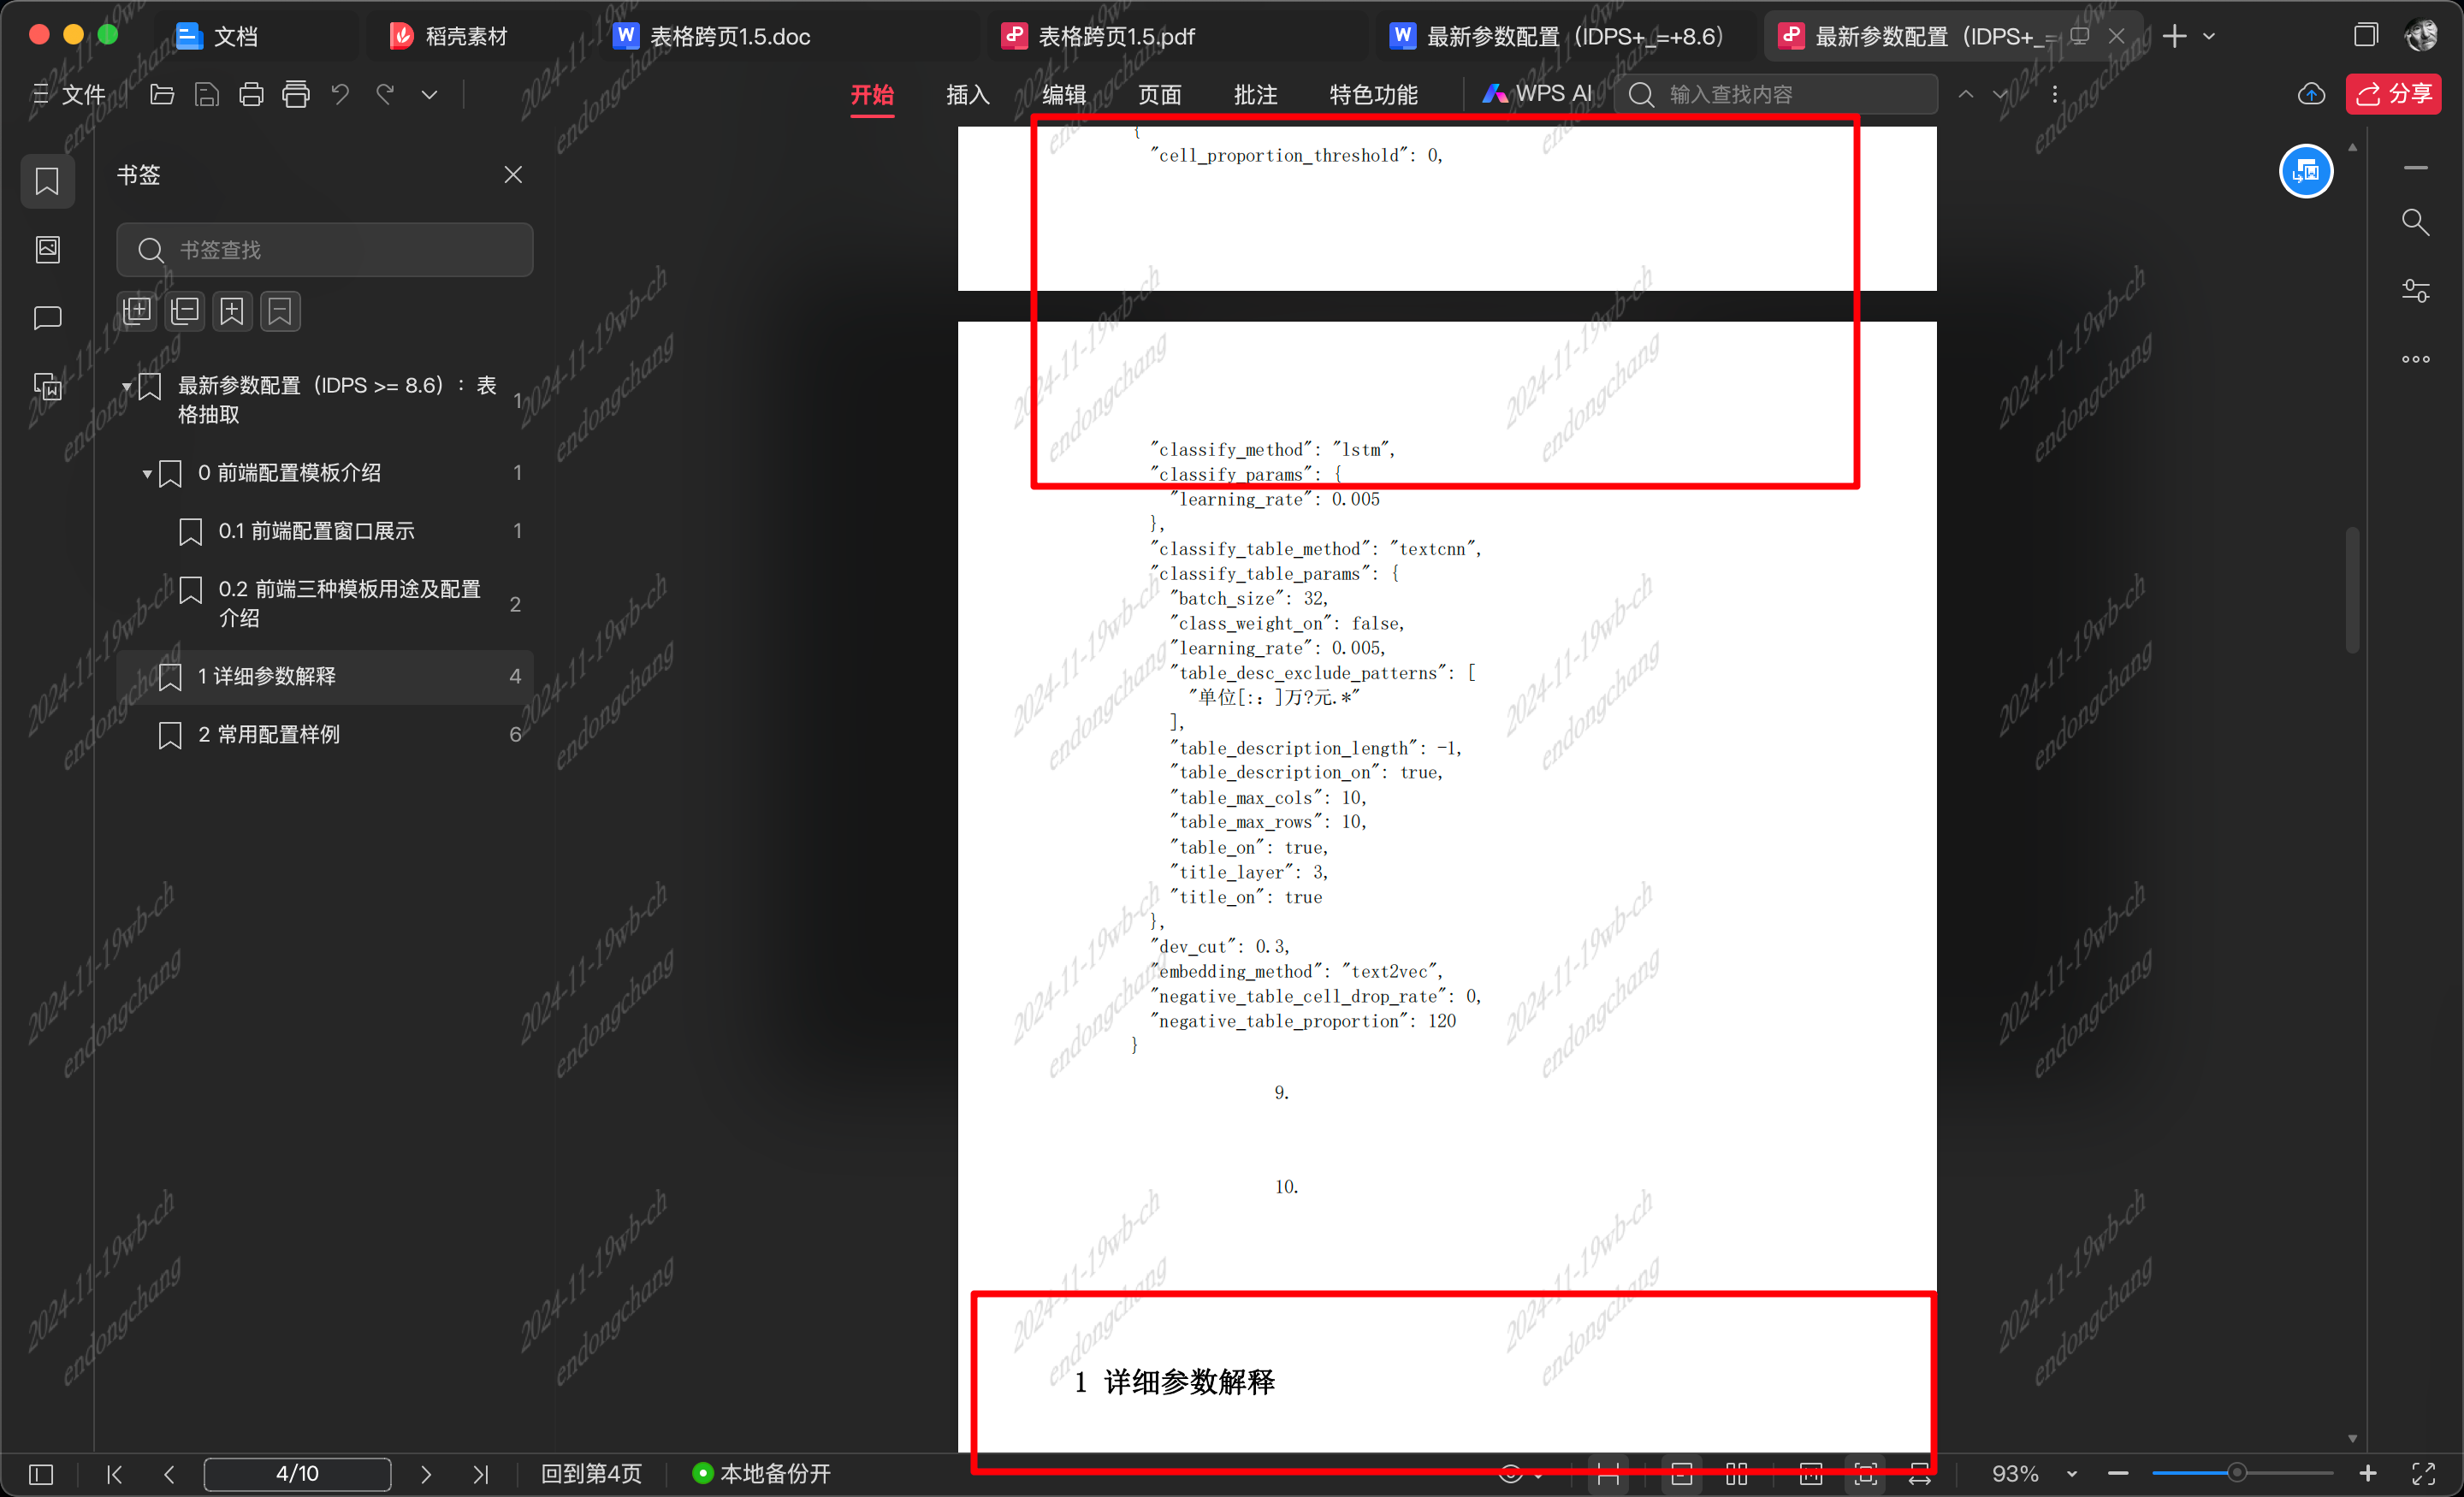 文档
稻壳素材
表格跨页1.5.doc
表格跨页1.5.pdf
最新参数配置（IDPS+_=+8.6）
最新参数配置（IDPS+_=
文件
开始
插入
编辑
页面
批注
特色功能
WPS AI
输入查找内容
分享
书签
书签查找
最新参数配置（IDPS >= 8.6）：表
格抽取
1
0 前端配置模板介绍 1
0.1 前端配置窗口展示 1
0.2 前端三种模板用途及配置
介绍
2
1 详细参数解释 4
2 常用配置样例 6
{
"cell_proportion_threshold": 0,
"classify_method": "lstm",
"classify_params": {
"learning_rate": 0.005
},
"classify_table_method": "textcnn",
"classify_table_params": {
"batch_size": 32,
"class_weight_on": false,
"learning_rate": 0.005,
"table_desc_exclude_patterns": [
"单位[:：]万?元.*"
],
"table_description_length": -1,
"table_description_on": true,
"table_max_cols": 10,
"table_max_rows": 10,
"table_on": true,
"title_layer": 3,
"title_on": true
},
"dev_cut": 0.3,
"embedding_method": "text2vec",
"negative_table_cell_drop_rate": 0,
"negative_table_proportion": 120
}
9.
10.
1 详细参数解释
4/10
回到第4页
本地备份开
93%
2024-11-19wb-ch
endongchang